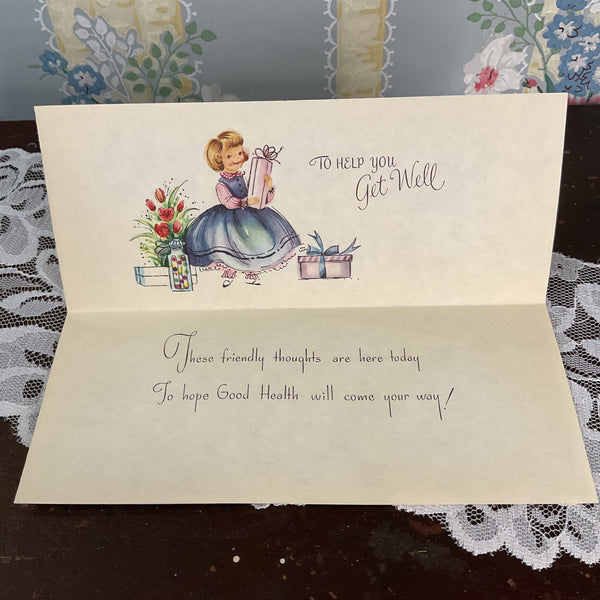 TO HELP YOU
Get Well
These friendly thoughts are here today
To hope Good Health will come your way!